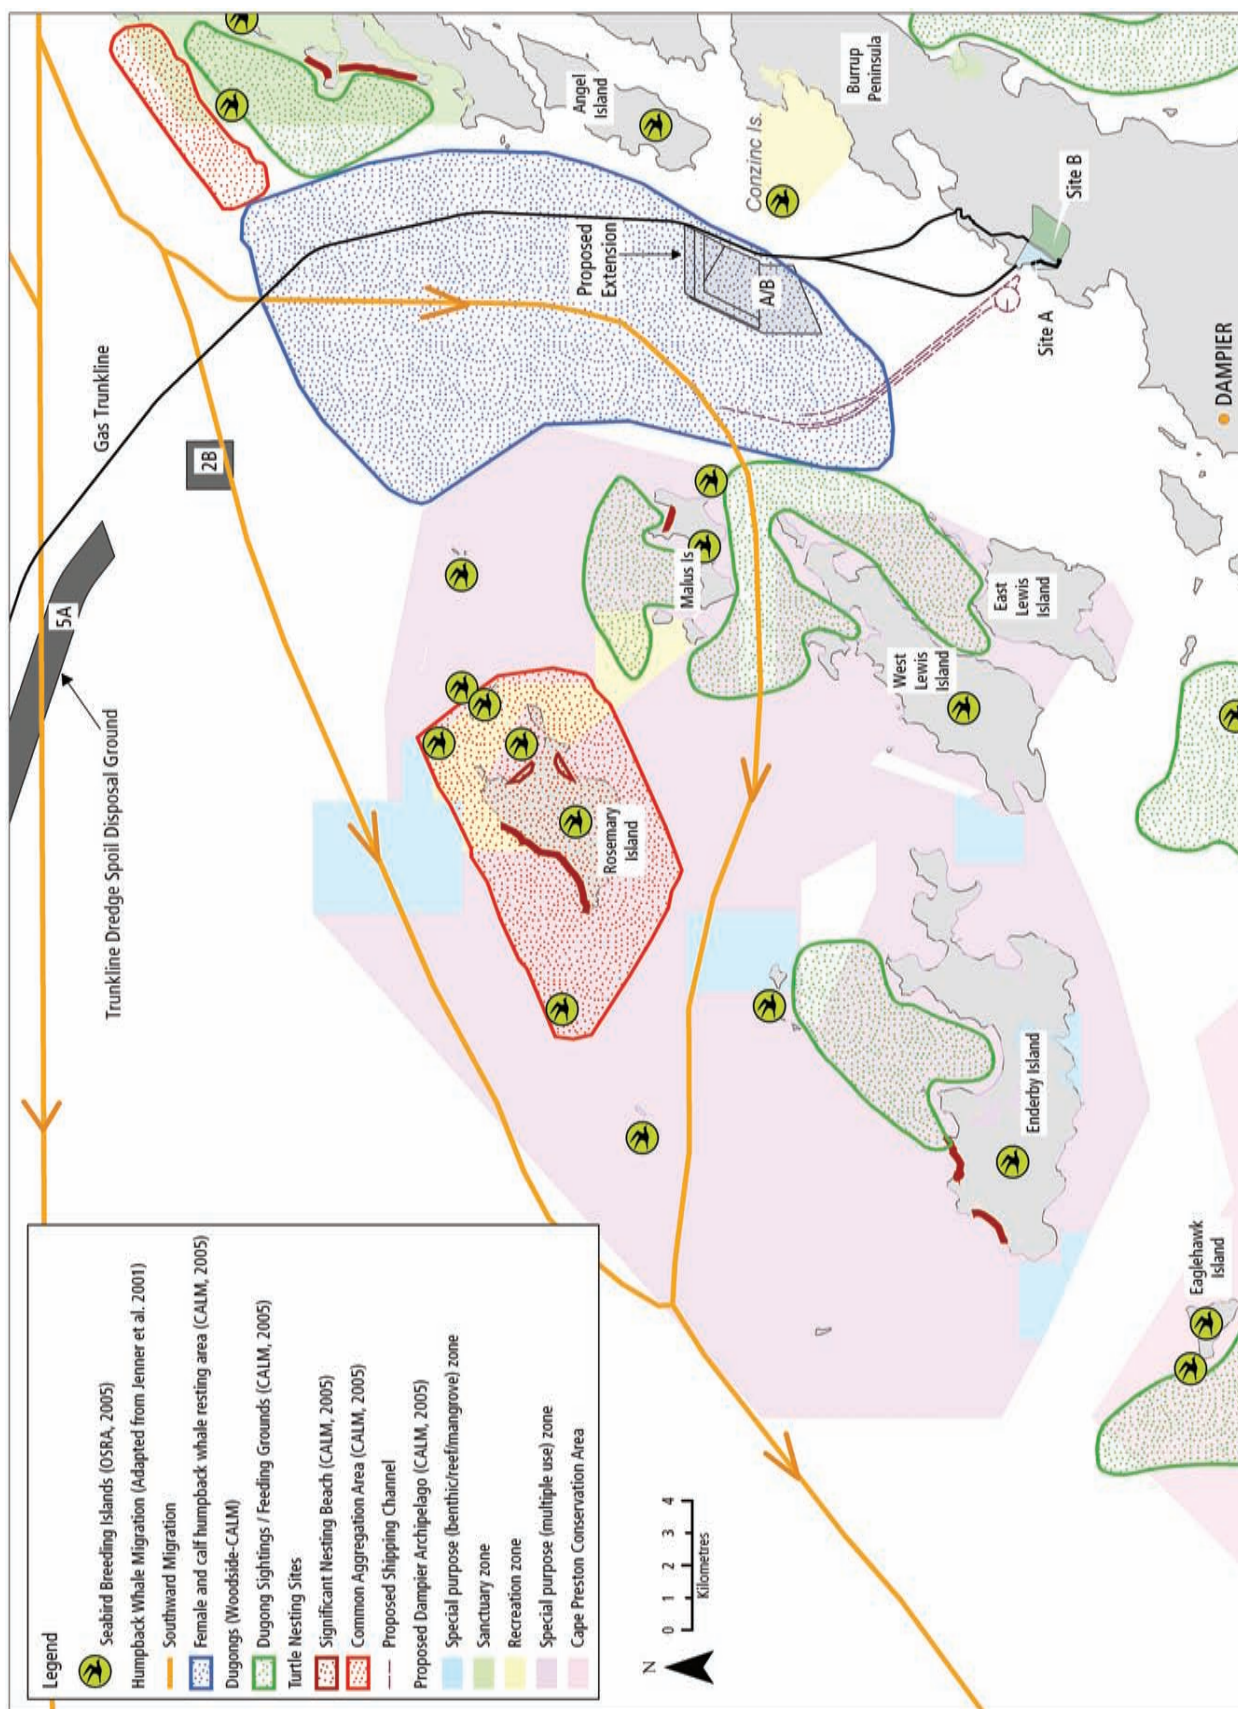 Legend
Seabird Breeding Islands (OSRA, 2005)
Humpback Whale Migration (Adapted from Jenner et al. 2001)
Southward Migration
Female and calf humpback whale resting area (CALM, 2005)
Dugongs (Woodside-CALM)
Dugong Sightings / Feeding Grounds (CALM, 2005)
Turtle Nesting Sites
Significant Nesting Beach (CALM, 2005)
Common Aggregation Area (CALM, 2005)
Proposed Shipping Channel
Proposed Dampier Archipelago (CALM, 2005)
Special purpose (benthic/reef/mangrove) zone
Sanctuary zone
Recreation zone
Special purpose (multiple use) zone
Cape Preston Conservation Area
N
0 1 2 3 4
Kilometres
Trunkline Dredge Spoil Disposal Ground
5A
Gas Trunkline
2B
Rosemary
Island
Malus Is
Proposed
Extension
A/B
Angel
Island
Conzinc Is.
Burrup
Peninsula
Enderby Island
West
Lewis
Island
East
Lewis
Island
Site A
Site B
Eaglehawk
Island
DAMPIER